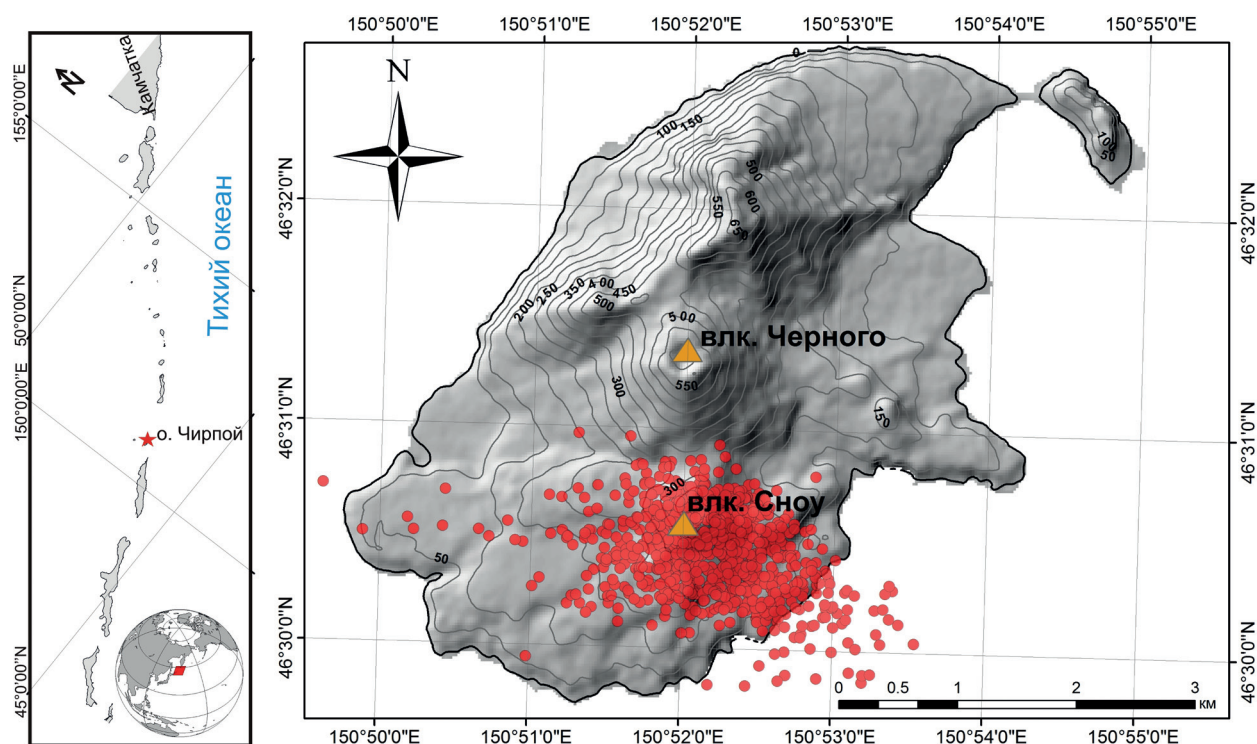 Камчатка
N
155°0'0"E
Тихий океан
50°0'0"N
150°0'0"E
о. Чирпой
45°0'0"N
150°50'0"E
150°51'0"E
150°52'0"E
150°53'0"E
150°54'0"E
150°55'0"E
N
0
100
150
100
50
500
600
550
650
46°32'0"N
46°32'0"N
200
250
350
400
450
500
500
влк. Черного
300
550
150
46°31'0"N
46°31'0"N
300
влк. Сноу
50
46°30'0"N
46°30'0"N
0
0.5
1
2
3
км
150°50'0"E
150°51'0"E
150°52'0"E
150°53'0"E
150°54'0"E
150°55'0"E